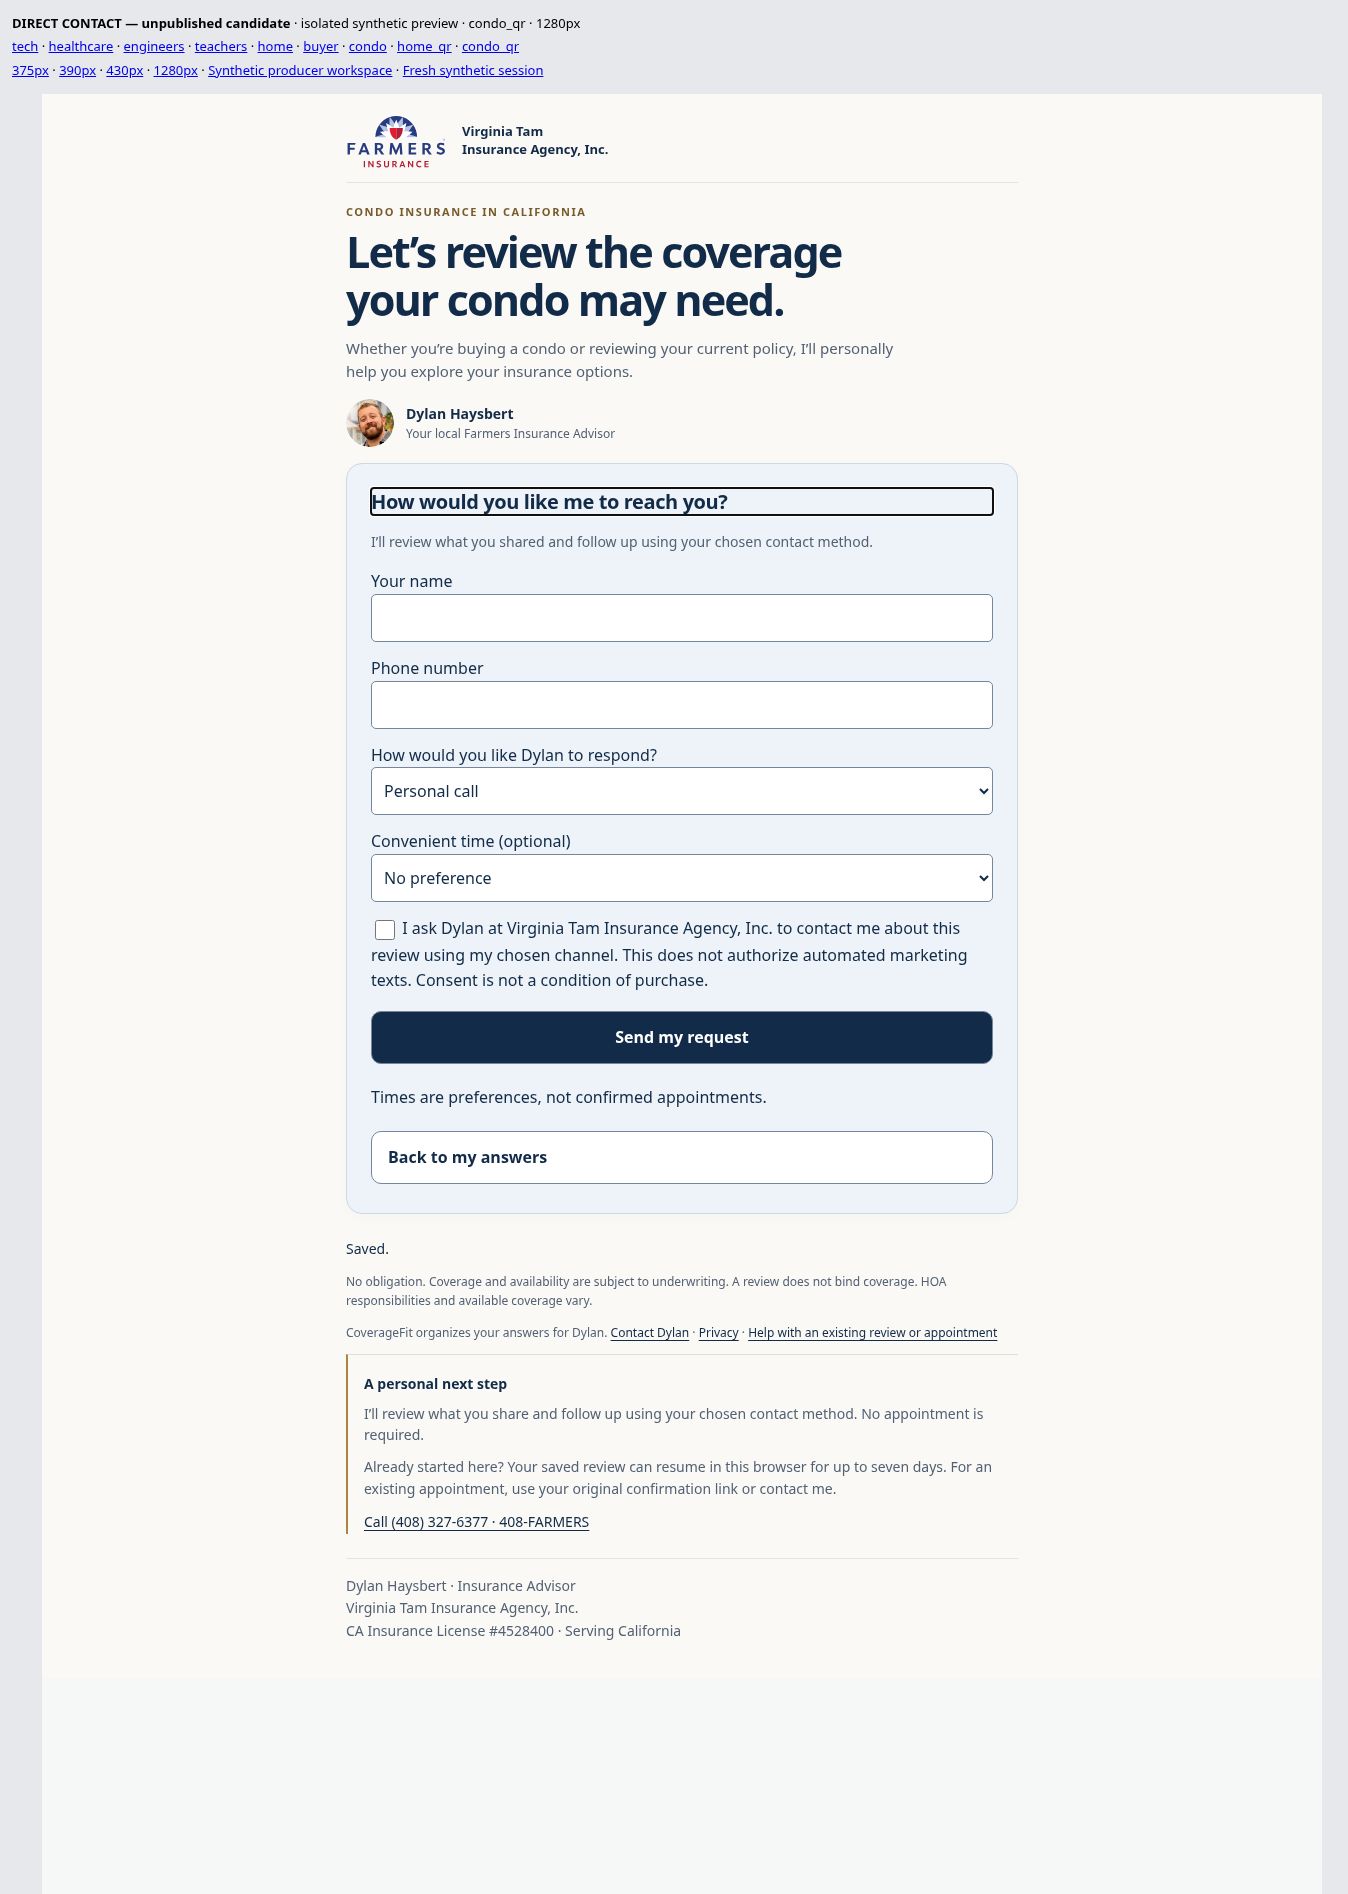 DIRECT CONTACT — unpublished candidate · isolated synthetic preview · condo_qr · 1280px
tech · healthcare · engineers · teachers · home · buyer · condo · home_qr · condo_qr
375px · 390px · 430px · 1280px · Synthetic producer workspace · Fresh synthetic session
FARMERS
INSURANCE
Virginia Tam
Insurance Agency, Inc.
CONDO INSURANCE IN CALIFORNIA
Let’s review the coverage
your condo may need.
Whether you’re buying a condo or reviewing your current policy, I’ll personally
help you explore your insurance options.
Dylan Haysbert
Your local Farmers Insurance Advisor
How would you like me to reach you?
I’ll review what you shared and follow up using your chosen contact method.
Your name
Phone number
How would you like Dylan to respond?
Personal call
Convenient time (optional)
No preference
I ask Dylan at Virginia Tam Insurance Agency, Inc. to contact me about this
review using my chosen channel. This does not authorize automated marketing
texts. Consent is not a condition of purchase.
Send my request
Times are preferences, not confirmed appointments.
Back to my answers
Saved.
No obligation. Coverage and availability are subject to underwriting. A review does not bind coverage. HOA
responsibilities and available coverage vary.
CoverageFit organizes your answers for Dylan. Contact Dylan · Privacy · Help with an existing review or appointment
A personal next step
I’ll review what you share and follow up using your chosen contact method. No appointment is
required.
Already started here? Your saved review can resume in this browser for up to seven days. For an
existing appointment, use your original confirmation link or contact me.
Call (408) 327-6377 · 408-FARMERS
Dylan Haysbert · Insurance Advisor
Virginia Tam Insurance Agency, Inc.
CA Insurance License #4528400 · Serving California